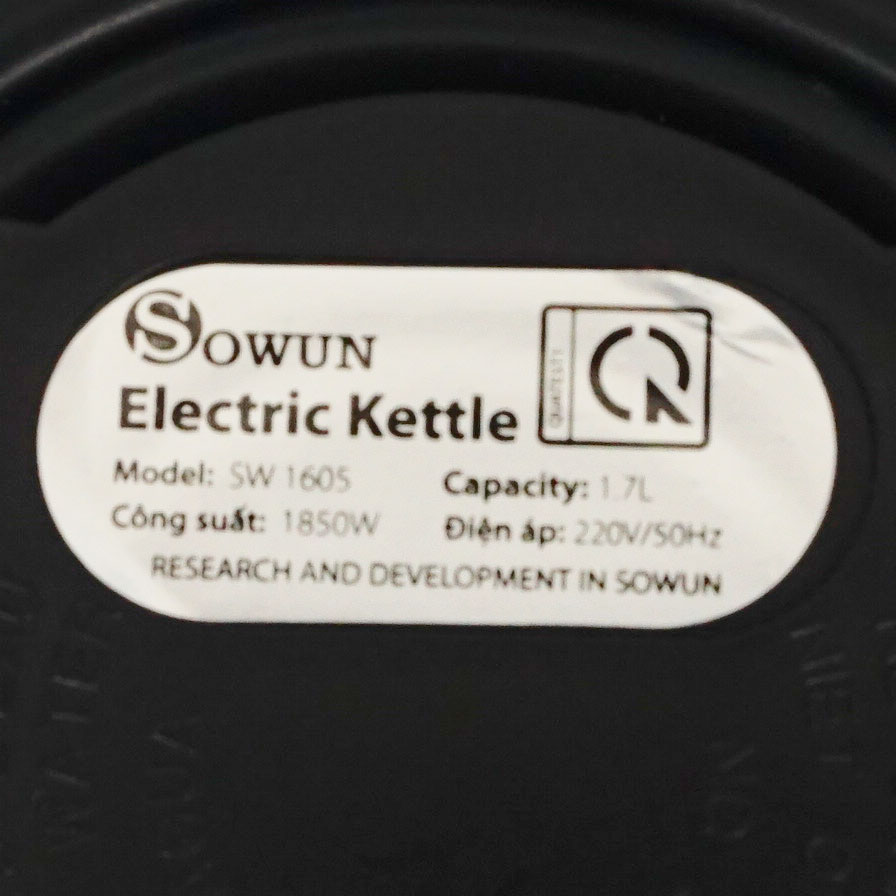 SOWUN
Electric Kettle
Model: SW 1605
Capacity: 1.7L
Công suất: 1850W
Điện áp: 220V/50Hz
RESEARCH AND DEVELOPMENT IN SOWUN